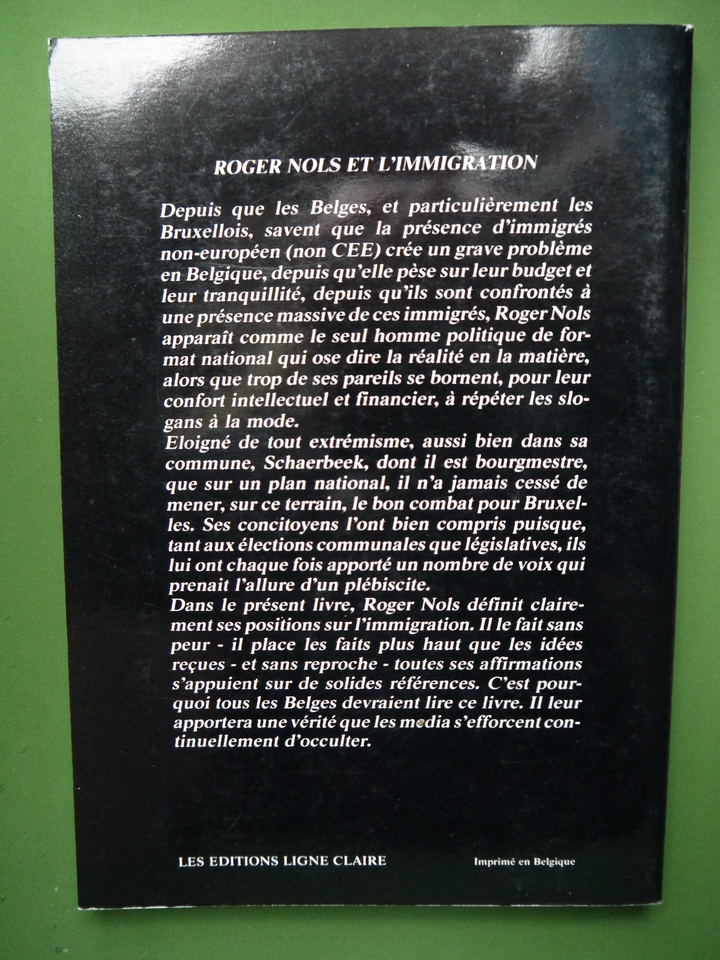 ROGER NOLS ET L'IMMIGRATION
Depuis que les Belges, et particulièrement les
Bruxellois, savent que la présence d'immigrés
non-européen (non CEE) crée un grave problème
en Belgique, depuis qu'elle pèse sur leur budget et
leur tranquillité, depuis qu'ils sont confrontés à
une présence massive de ces immigrés, Roger Nols
apparaît comme le seul homme politique de for-
mat national qui ose dire la réalité en la matière,
alors que trop de ses pareils se bornent, pour leur
confort intellectuel et financier, à répéter les slo-
gans à la mode.
Eloigné de tout extrémisme, aussi bien dans sa
commune, Schaerbeek, dont il est bourgmestre,
que sur un plan national, il n'a jamais cessé de
mener, sur ce terrain, le bon combat pour Bruxel-
les. Ses concitoyens l'ont bien compris puisque,
tant aux élections communales que législatives, ils
lui ont chaque fois apporté un nombre de voix qui
prenait l'allure d'un plébiscite.
Dans le présent livre, Roger Nols définit claire-
ment ses positions sur l'immigration. Il le fait sans
peur - il place les faits plus haut que les idées
reçues - et sans reproche - toutes ses affirmations
s'appuient sur de solides références. C'est pour-
quoi tous les Belges devraient lire ce livre. Il leur
apportera une vérité que les media s'efforcent con-
tinuellement d'occulter.
LES EDITIONS LIGNE CLAIRE
Imprimé en Belgique